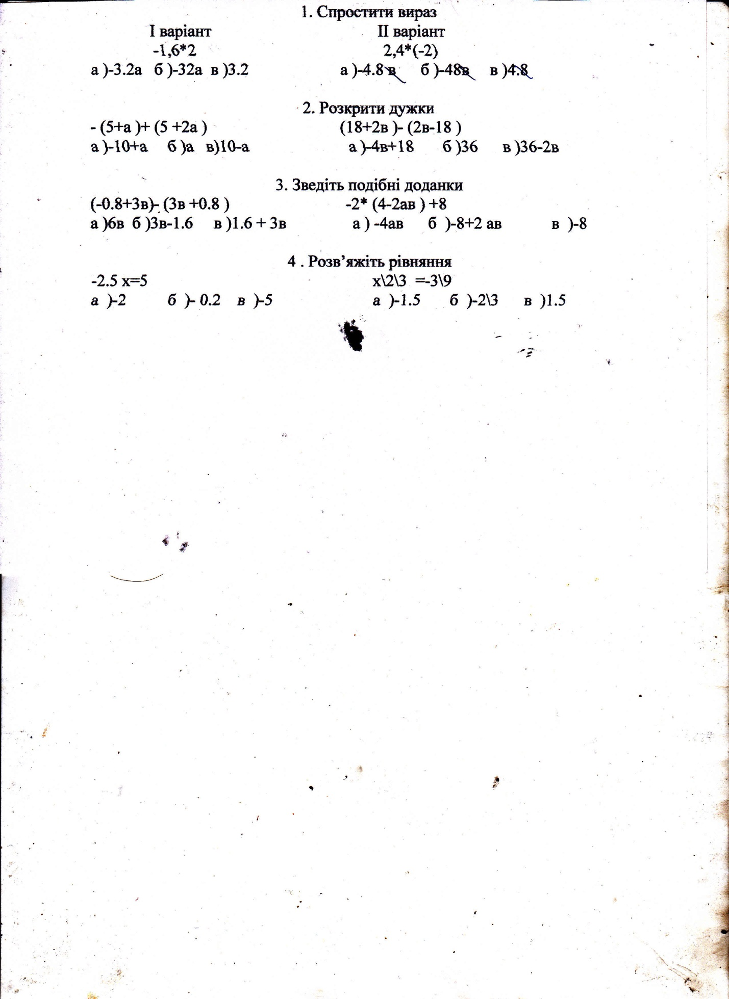 1. Спростити вираз
І варіант ІІ варіант
-1,6*2 2,4*(-2)
а )-3.2а б )-32а в )3.2 а )-4.8 в б )-48в в )4.8
2. Розкрити дужки
- (5+а )+ (5 +2а ) (18+2в )- (2в-18 )
а )-10+а б )а в)10-а а )-4в+18 б )36 в )36-2в
3. Зведіть подібні доданки
(-0.8+3в)- (3в +0.8 ) -2* (4-2ав ) +8
а )6в б )3в-1.6 в )1.6 + 3в а ) -4ав б )-8+2 ав в )-8
4 . Розв’яжіть рівняння
-2.5 х=5 х\2\3 =-3\9
а )-2 б )- 0.2 в )-5 а )-1.5 б )-2\3 в )1.5